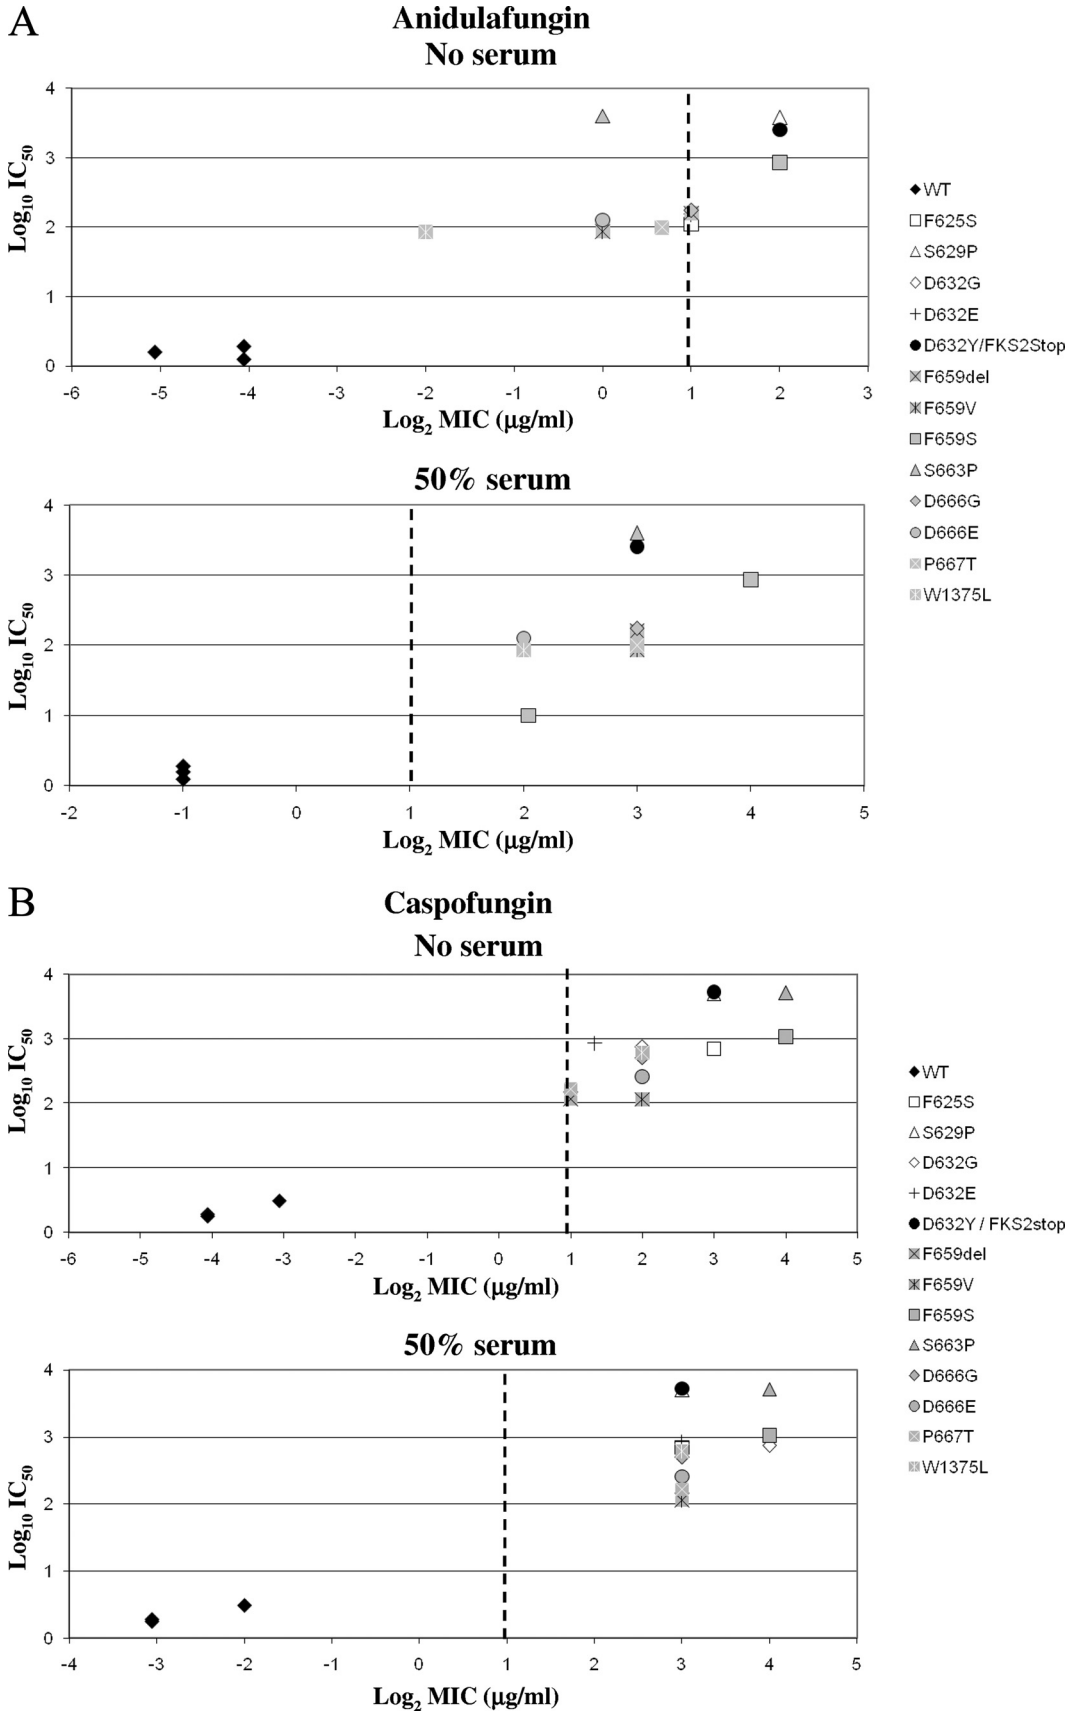 A
Anidulafungin
No serum
4
3
2
1
0
Log10 IC50
-6 -5 -4 -3 -2 -1 0 1 2 3
Log2 MIC (µg/ml)
WT
F625S
S629P
D632G
D632E
D632Y/FKS2Stop
F659del
F659V
F659S
S663P
D666G
D666E
P667T
W1375L
50% serum
4
3
2
1
0
Log10 IC50
-2 -1 0 1 2 3 4 5
Log2 MIC (µg/ml)
B
Caspofungin
No serum
4
3
2
1
0
Log10 IC50
-6 -5 -4 -3 -2 -1 0 1 2 3 4 5
Log2 MIC (µg/ml)
WT
F625S
S629P
D632G
D632E
D632Y / FKS2stop
F659del
F659V
F659S
S663P
D666G
D666E
P667T
W1375L
50% serum
4
3
2
1
0
Log10 IC50
-4 -3 -2 -1 0 1 2 3 4 5
Log2 MIC (µg/ml)